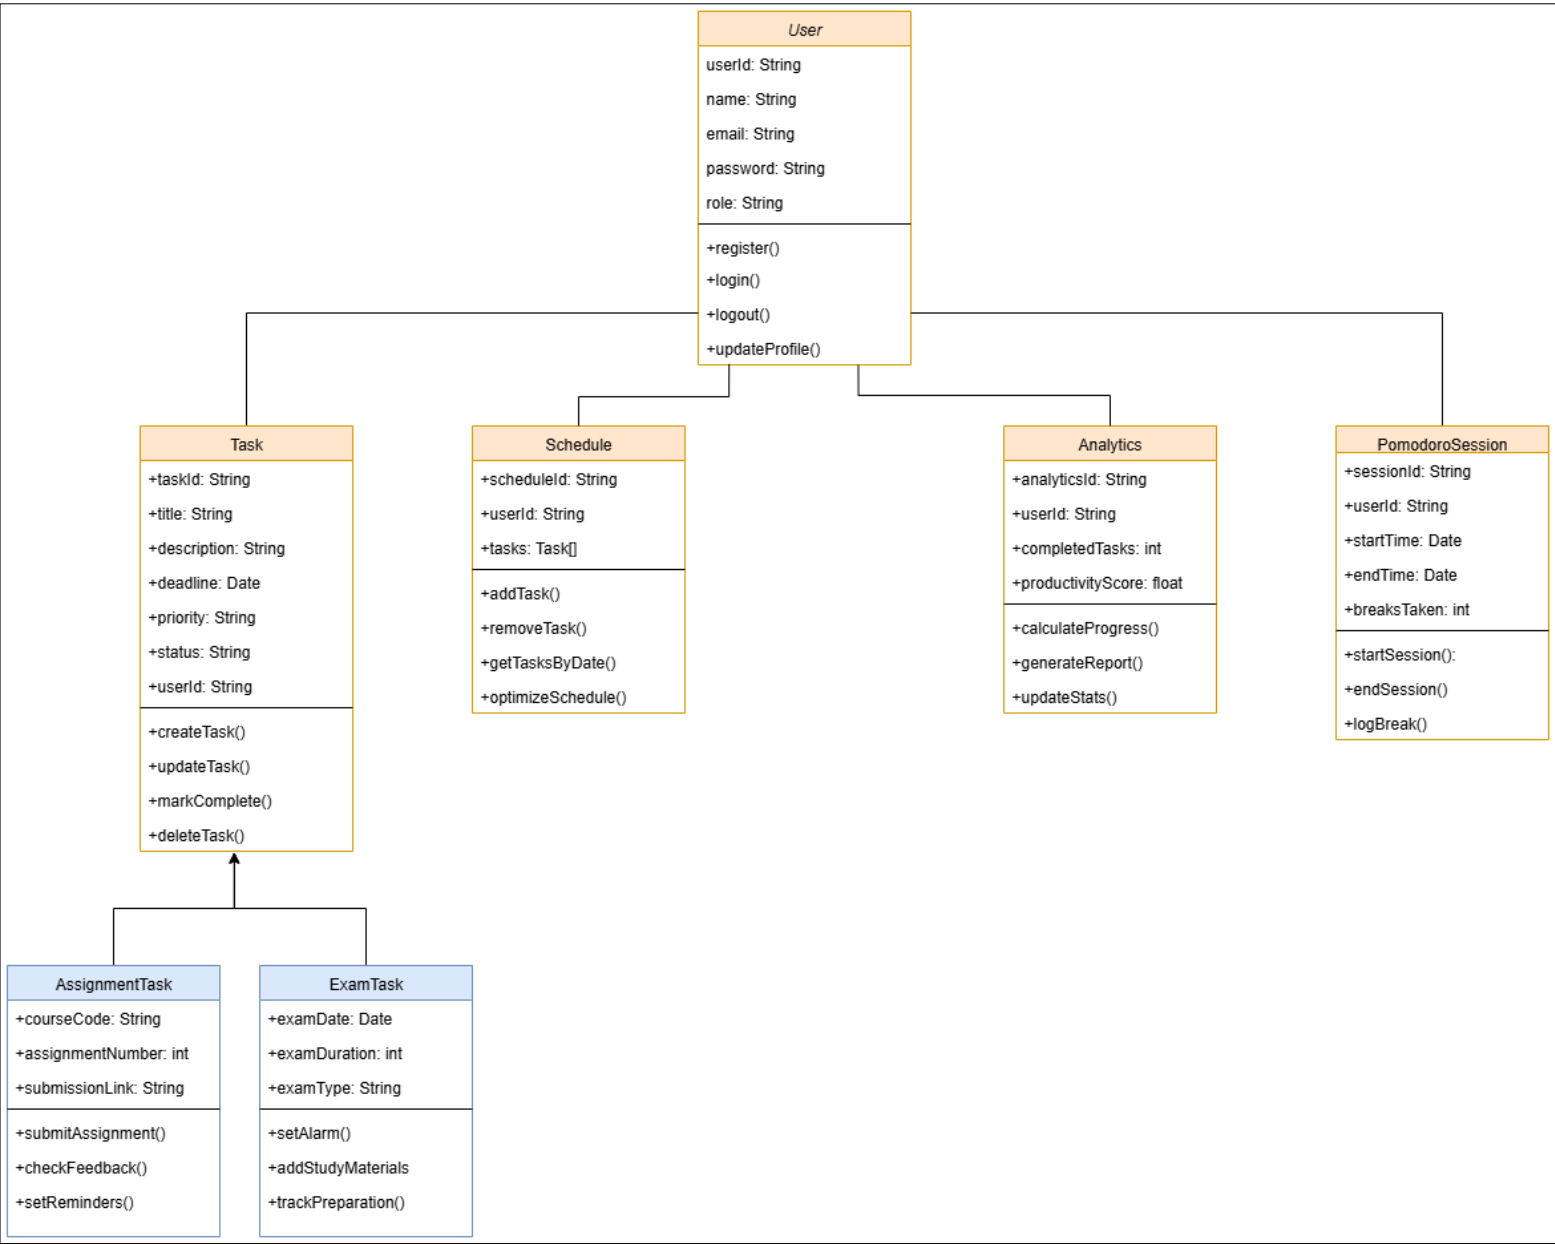 User
userId: String
name: String
email: String
password: String
role: String
+register()
+login()
+logout()
+updateProfile()
Task
+taskId: String
+title: String
+description: String
+deadline: Date
+priority: String
+status: String
+userId: String
+createTask()
+updateTask()
+markComplete()
+deleteTask()
Schedule
+scheduleId: String
+userId: String
+tasks: Task[]
+addTask()
+removeTask()
+getTasksByDate()
+optimizeSchedule()
Analytics
+analyticsId: String
+userId: String
+completedTasks: int
+productivityScore: float
+calculateProgress()
+generateReport()
+updateStats()
PomodoroSession
+sessionId: String
+userId: String
+startTime: Date
+endTime: Date
+breaksTaken: int
+startSession():
+endSession()
+logBreak()
AssignmentTask
+courseCode: String
+assignmentNumber: int
+submissionLink: String
+submitAssignment()
+checkFeedback()
+setReminders()
ExamTask
+examDate: Date
+examDuration: int
+examType: String
+setAlarm()
+addStudyMaterials
+trackPreparation()